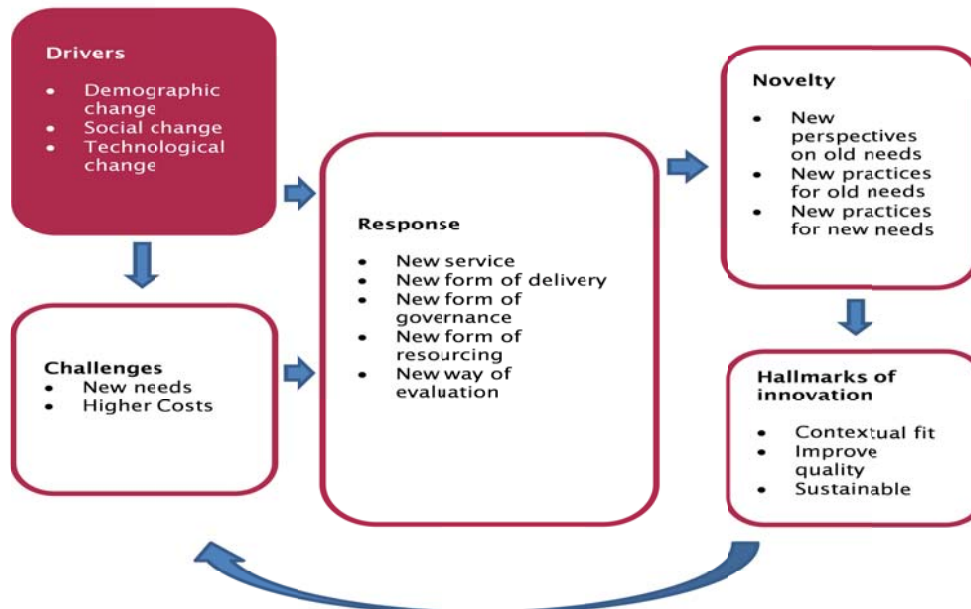 Drivers
• Demographic
change
• Social change
• Technological
change
Challenges
• New needs
• Higher Costs
Response
• New service
• New form of delivery
• New form of
governance
• New form of
resourcing
• New way of
evaluation
Novelty
• New
perspectives
on old needs
• New practices
for old needs
• New practices
for new needs
Hallmarks of
innovation
• Contextual fit
• Improve
quality
• Sustainable